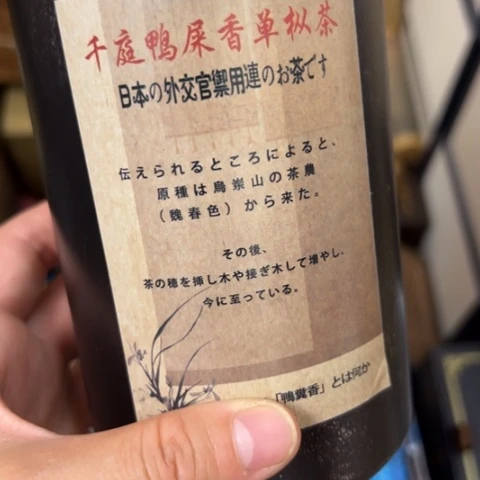 千庭鴨屎香単枞茶
日本の外交官禦用連のお茶です
伝えられるところによると、
原種は烏崇山の茶農
（魏春色）から来た。
その後、
茶の穂を挿し木や接ぎ木して増やし、
今に至っている。
「鴨糞香」とは何か